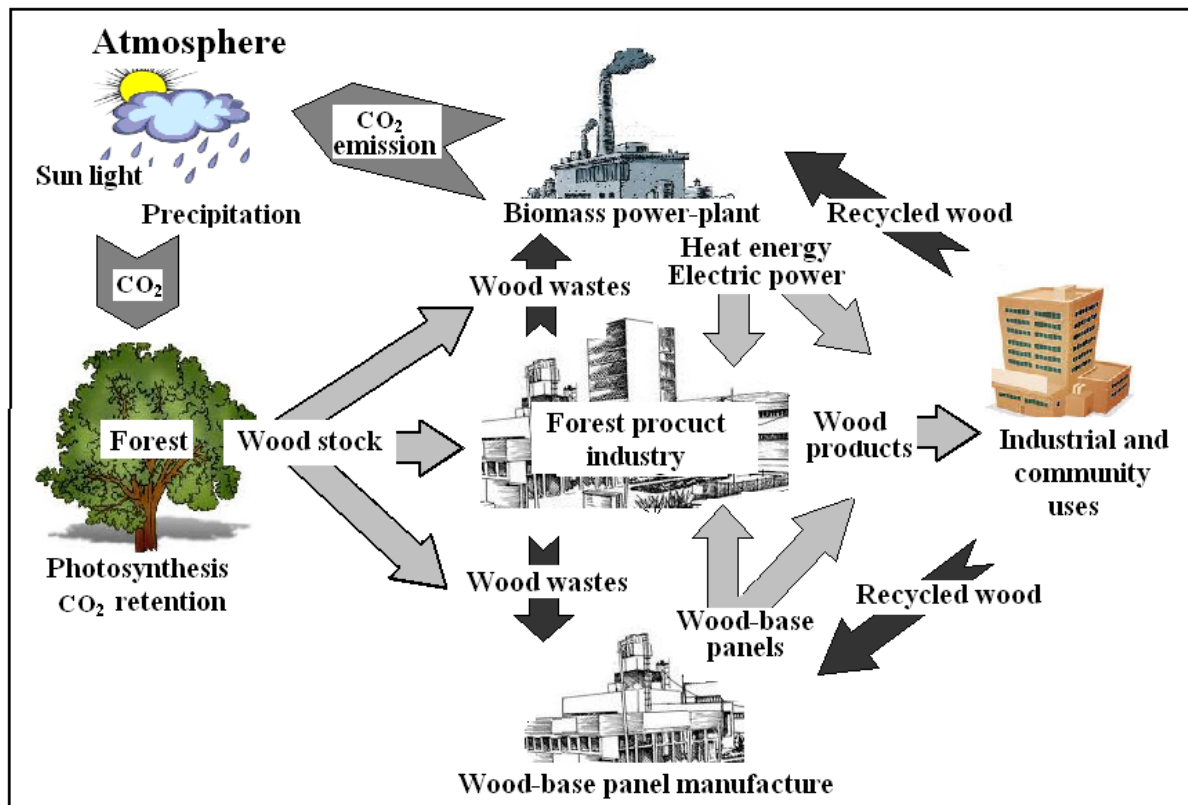 Atmosphere
Sun light
Precipitation
CO₂
emission
Biomass power-plant
Recycled wood
Heat energy
Electric power
CO₂
Wood wastes
Forest
Wood stock
Forest procuct
industry
Wood
products
Industrial and
community
uses
Photosynthesis
CO₂ retention
Wood wastes
Wood-base
panels
Recycled wood
Wood-base panel manufacture